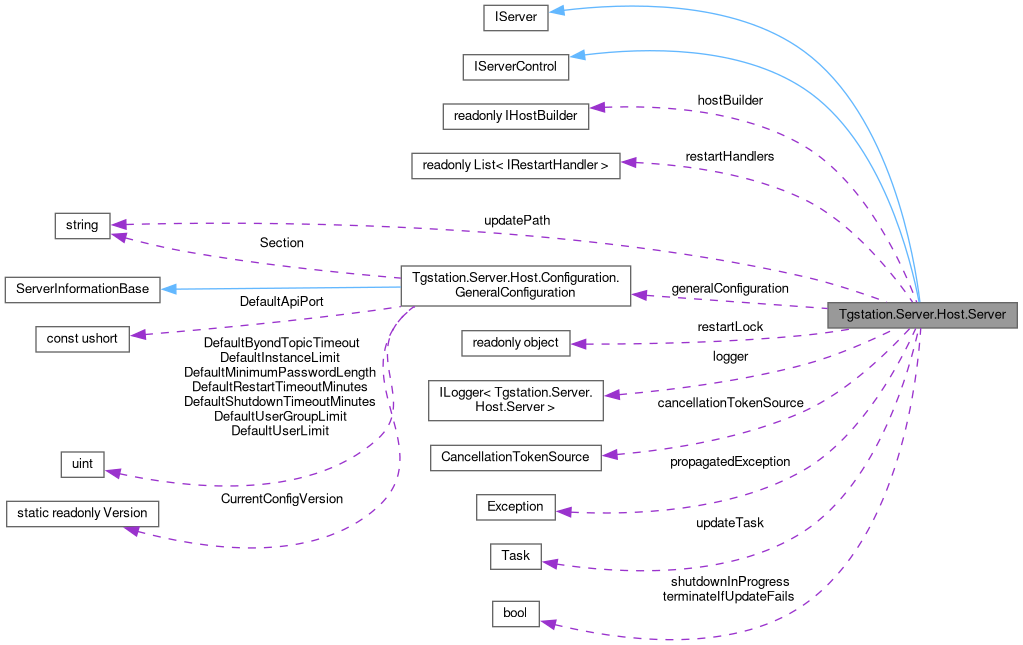 IServer
IServerControl
hostBuilder
readonly IHostBuilder
restartHandlers
readonly List< IRestartHandler >
updatePath
string
Section
Tgstation.Server.Host.Configuration.
GeneralConfiguration
ServerInformationBase
generalConfiguration
DefaultApiPort
Tgstation.Server.Host.Server
restartLock
const ushort
readonly object
DefaultByondTopicTimeout
DefaultInstanceLimit
DefaultMinimumPasswordLength
DefaultRestartTimeoutMinutes
DefaultShutdownTimeoutMinutes
DefaultUserGroupLimit
DefaultUserLimit
logger
ILogger< Tgstation.Server.
Host.Server >
cancellationTokenSource
CancellationTokenSource
uint
propagatedException
CurrentConfigVersion
static readonly Version
Exception
updateTask
Task
shutdownInProgress
terminateIfUpdateFails
bool